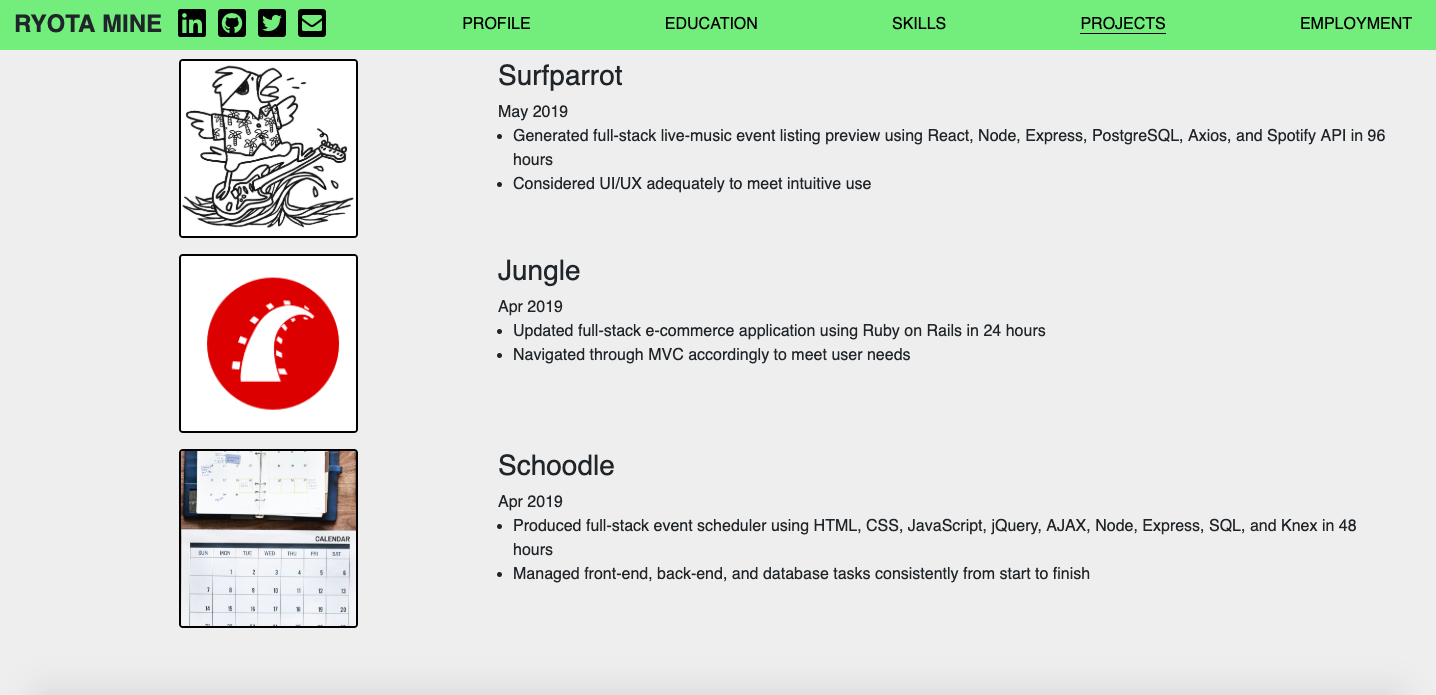 RYOTA MINE PROFILE EDUCATION SKILLS PROJECTS EMPLOYMENT
Surfparrot
May 2019
Generated full-stack live-music event listing preview using React, Node, Express, PostgreSQL, Axios, and Spotify API in 96
hours
Considered UI/UX adequately to meet intuitive use
Jungle
Apr 2019
Updated full-stack e-commerce application using Ruby on Rails in 24 hours
Navigated through MVC accordingly to meet user needs
Schoodle
Apr 2019
Produced full-stack event scheduler using HTML, CSS, JavaScript, jQuery, AJAX, Node, Express, SQL, and Knex in 48
hours
Managed front-end, back-end, and database tasks consistently from start to finish
CALENDAR
SUN MON TUE WED THU FRI SAT
1 2 3 4 5 6
7 8 9 10 11 12 13
14 15 16 17 18 19 20